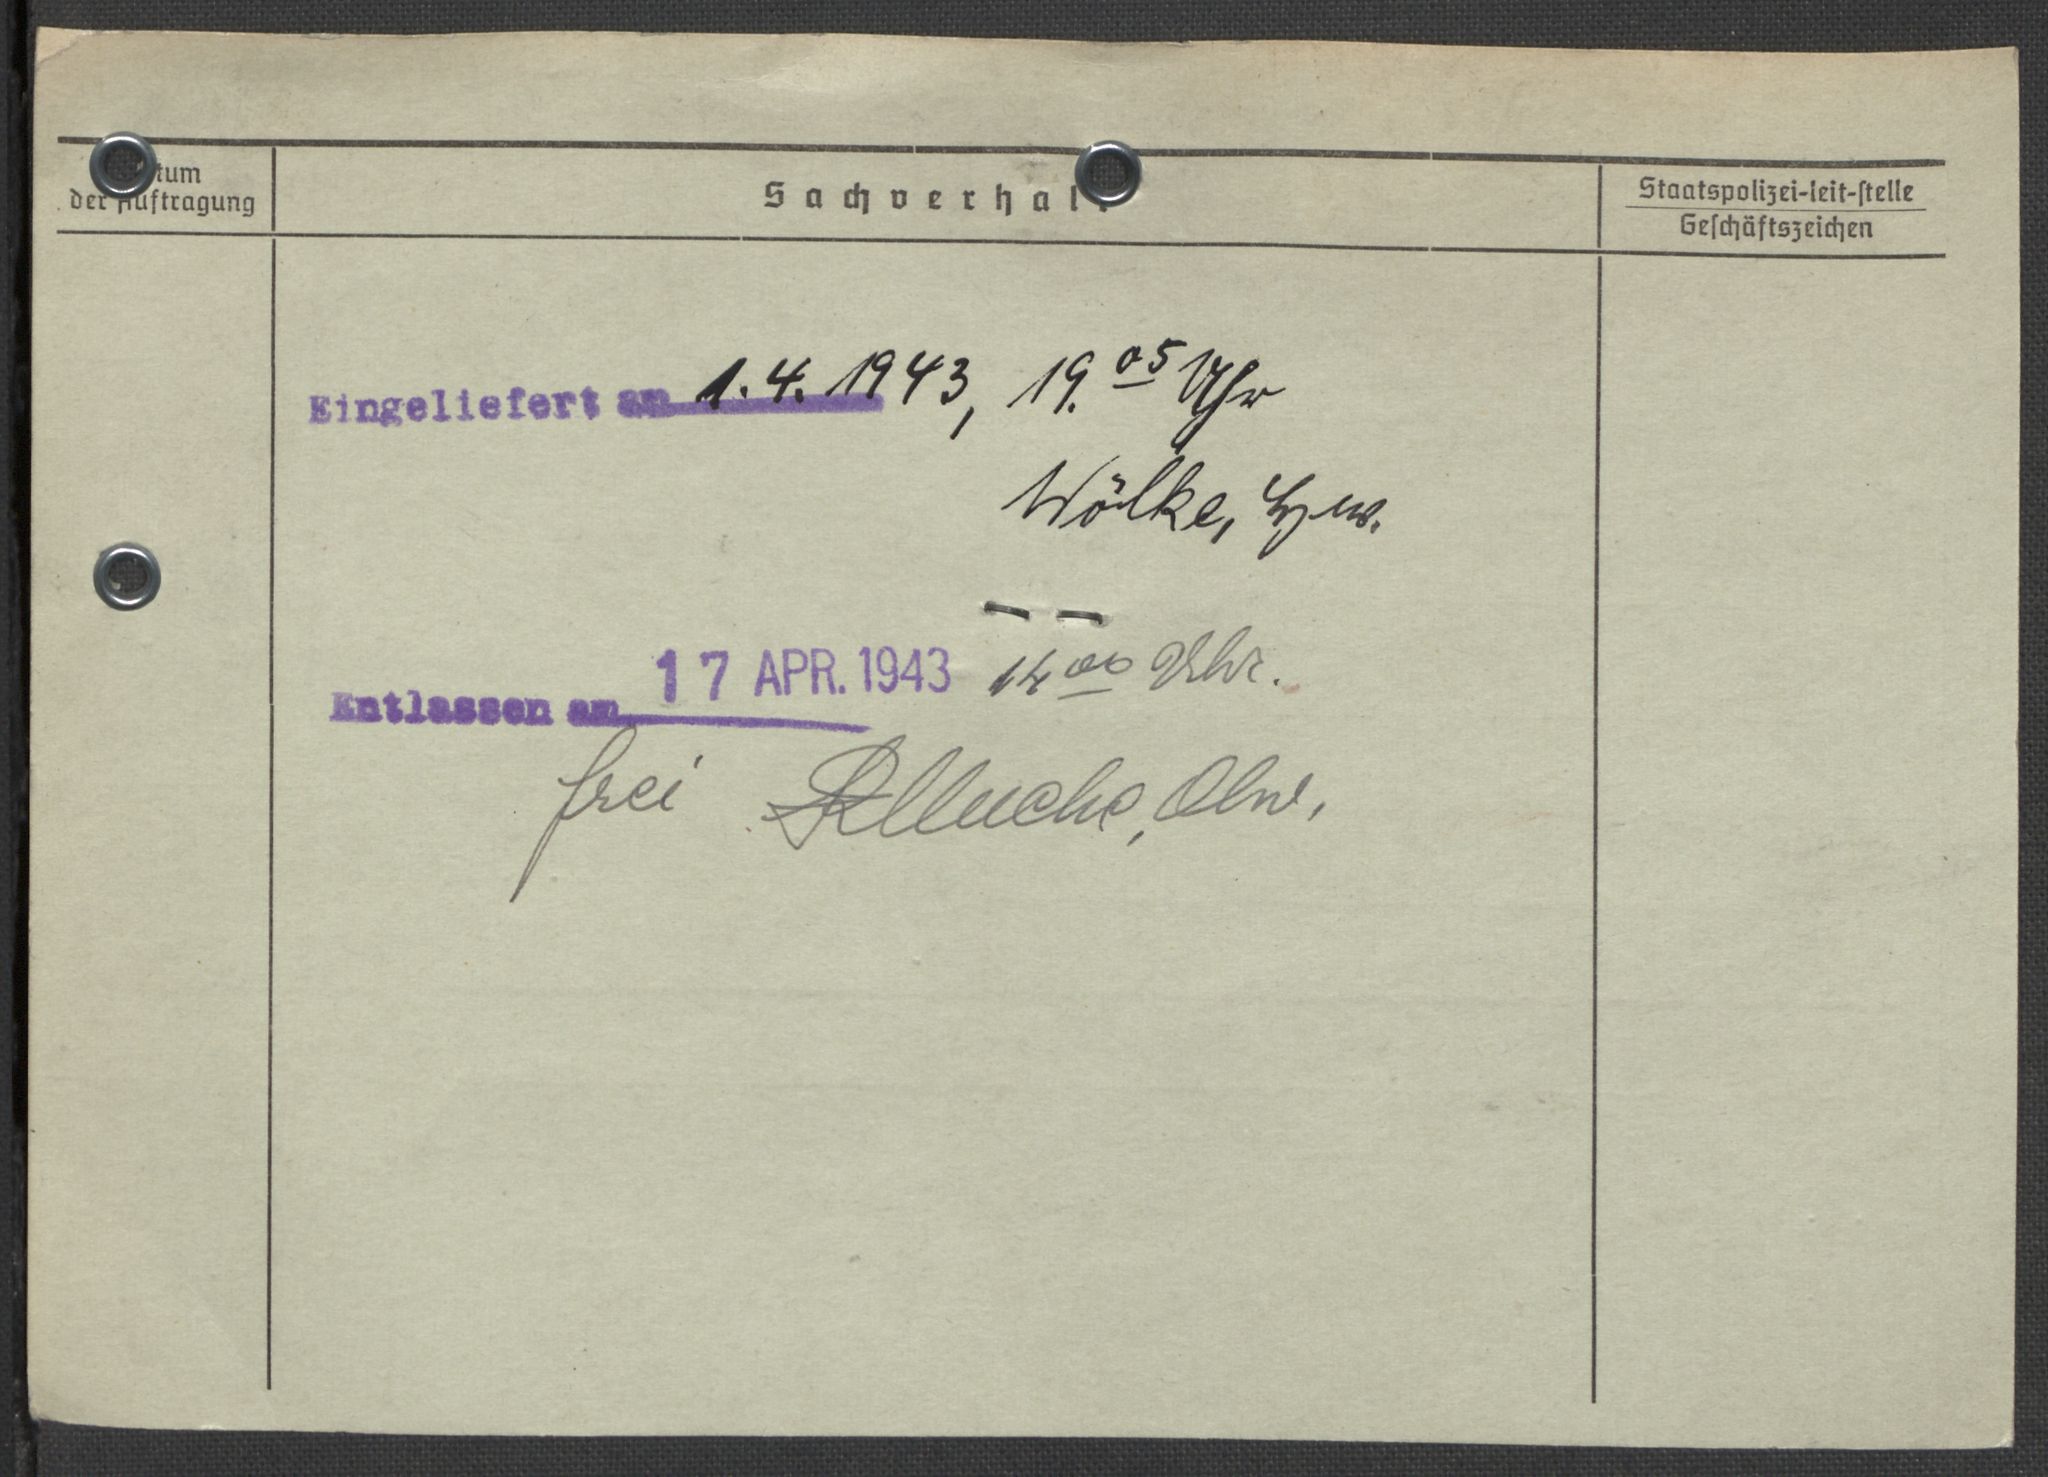 tum
der Auftragung
Sachverhalt
Staatspolizei-leit-stelle
Geschäftszeichen
Eingeliefert am 1.4.1943, 19.05 Uhr
Wölke,
Entlassen am 17 APR. 1943 14 00 Uhr.
frei